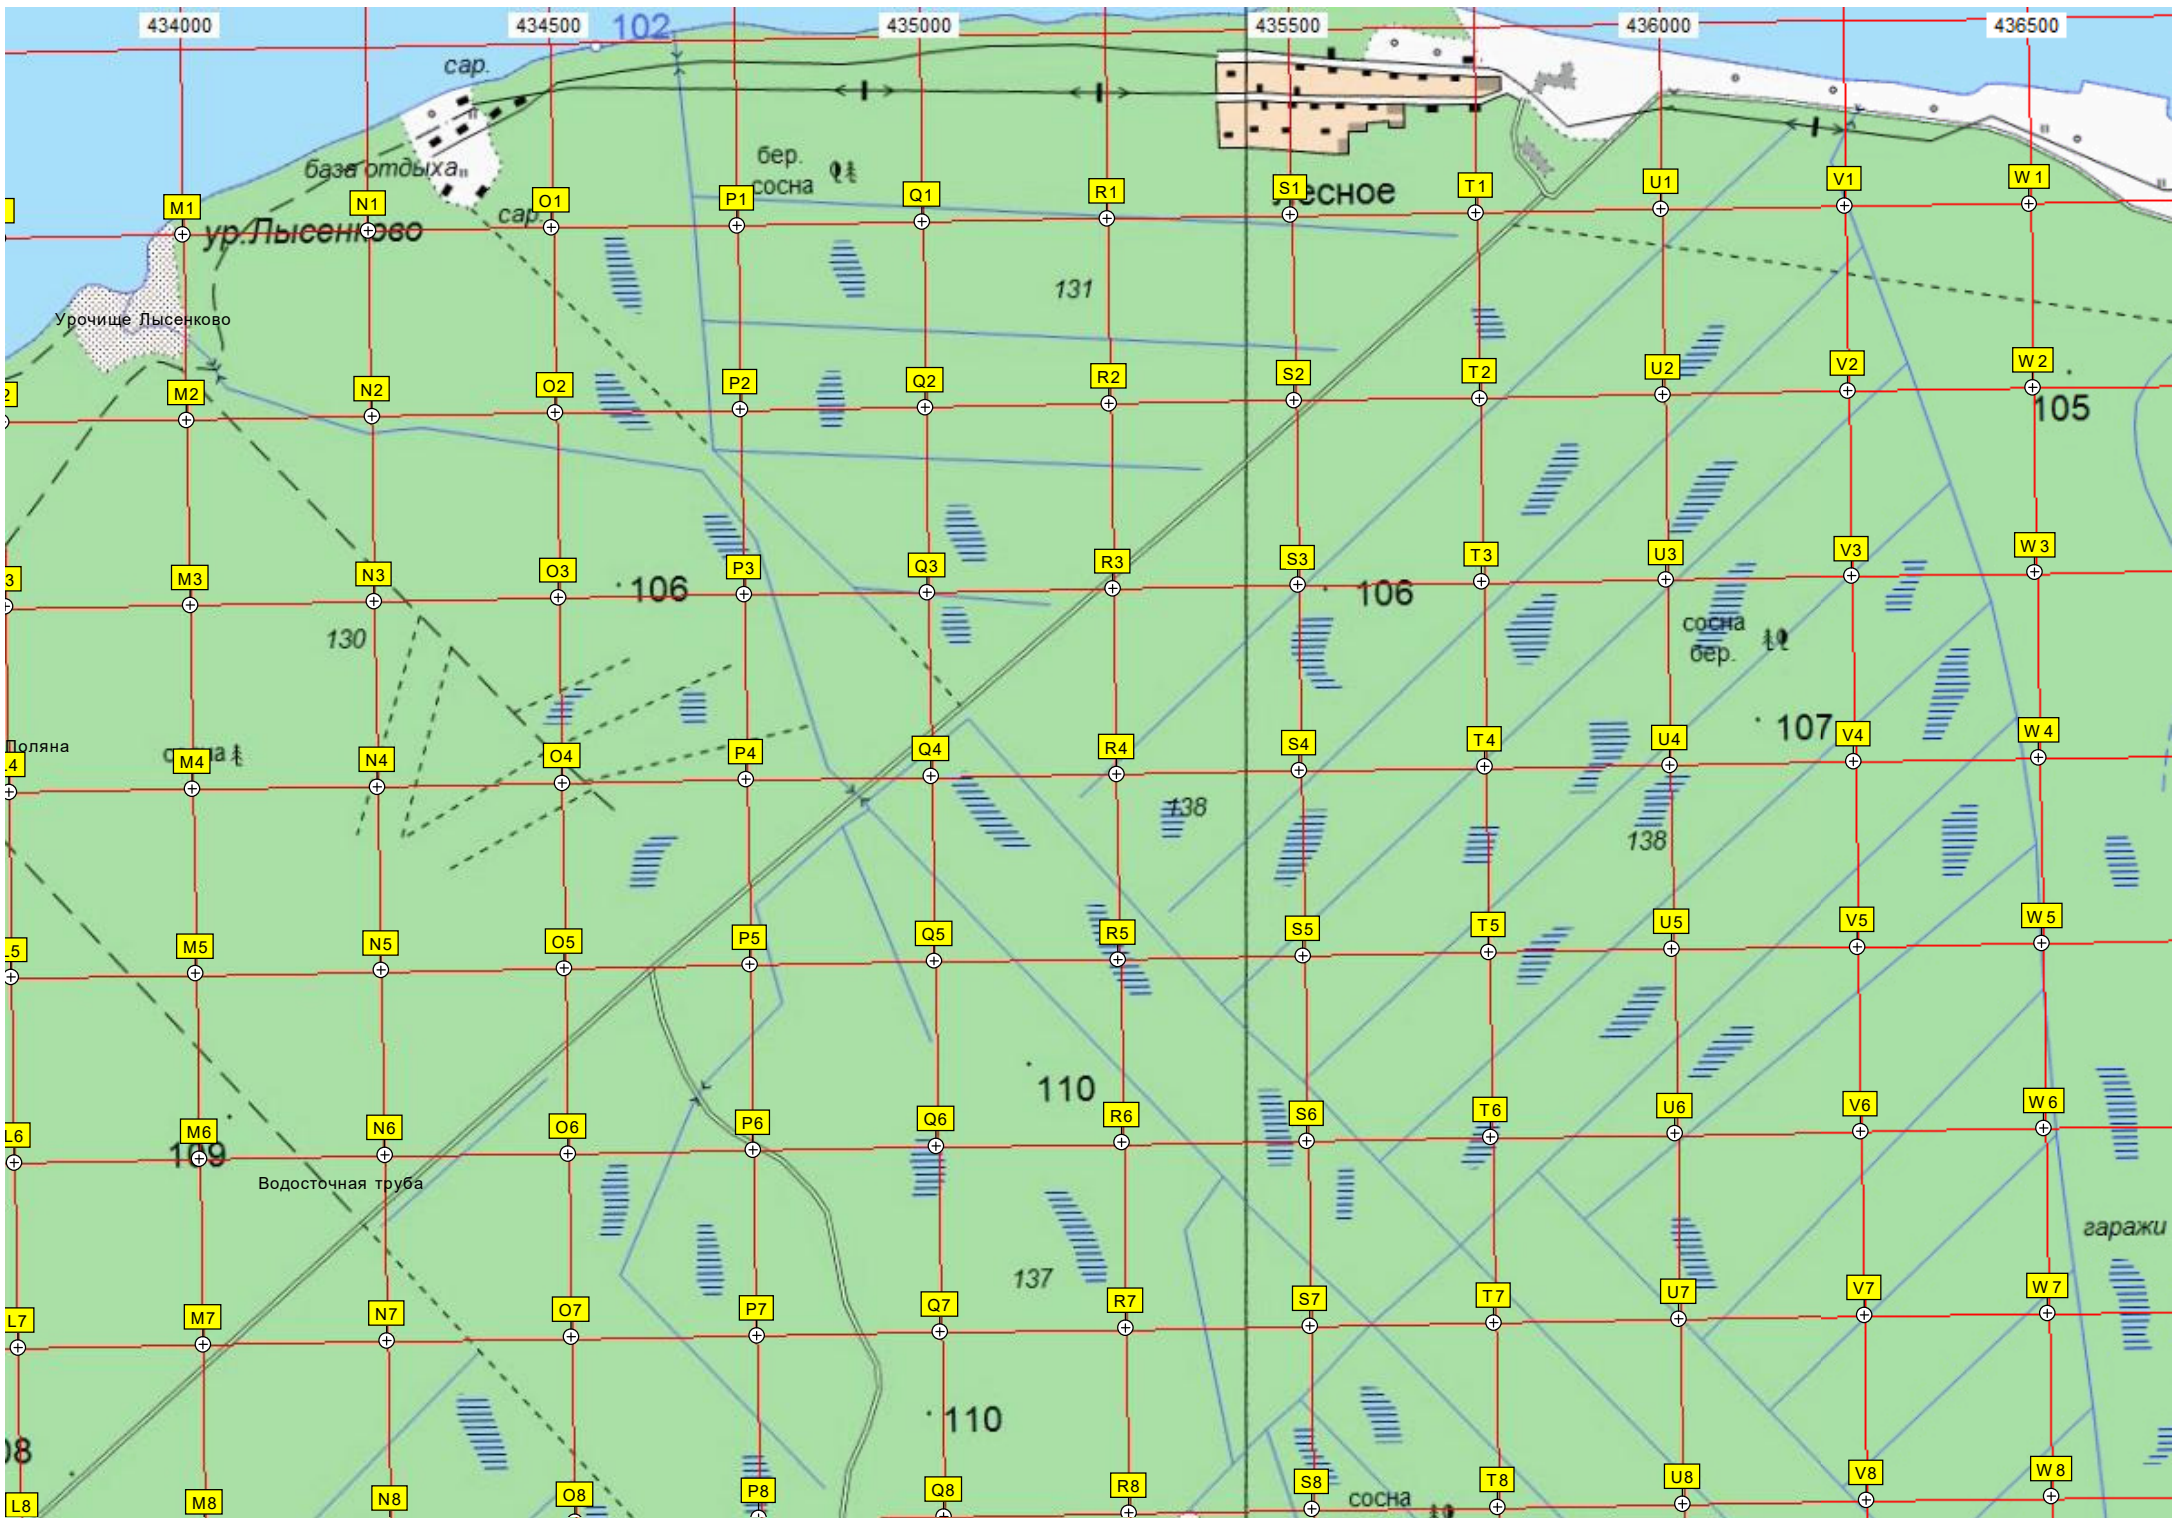 434000 434500 102 435000 435500 436000 436500
сар.
база отдыха
бер.
сосна
M1 N1 O1 P1 Q1 R1 S1 T1 U1 V1 W1
сар.
ур.Лысенково
131
Урочище Лысенково
M2 N2 O2 P2 Q2 R2 S2 T2 U2 V2 W2
105
M3 N3 O3 P3 Q3 R3 S3 T3 U3 V3 W3
106 106
130
сосна
бер.
107
Доляна
M4 N4 O4 P4 Q4 R4 S4 T4 U4 V4 W4
138
138
L5 M5 N5 O5 P5 Q5 R5 S5 T5 U5 V5 W5
110
L6 M6 N6 O6 P6 Q6 R6 S6 T6 U6 V6 W6
109
Водосточная труба
гаражи
137
L7 M7 N7 O7 P7 Q7 R7 S7 T7 U7 V7 W7
110
L8 M8 N8 O8 P8 Q8 R8 S8 T8 U8 V8 W8
сосна